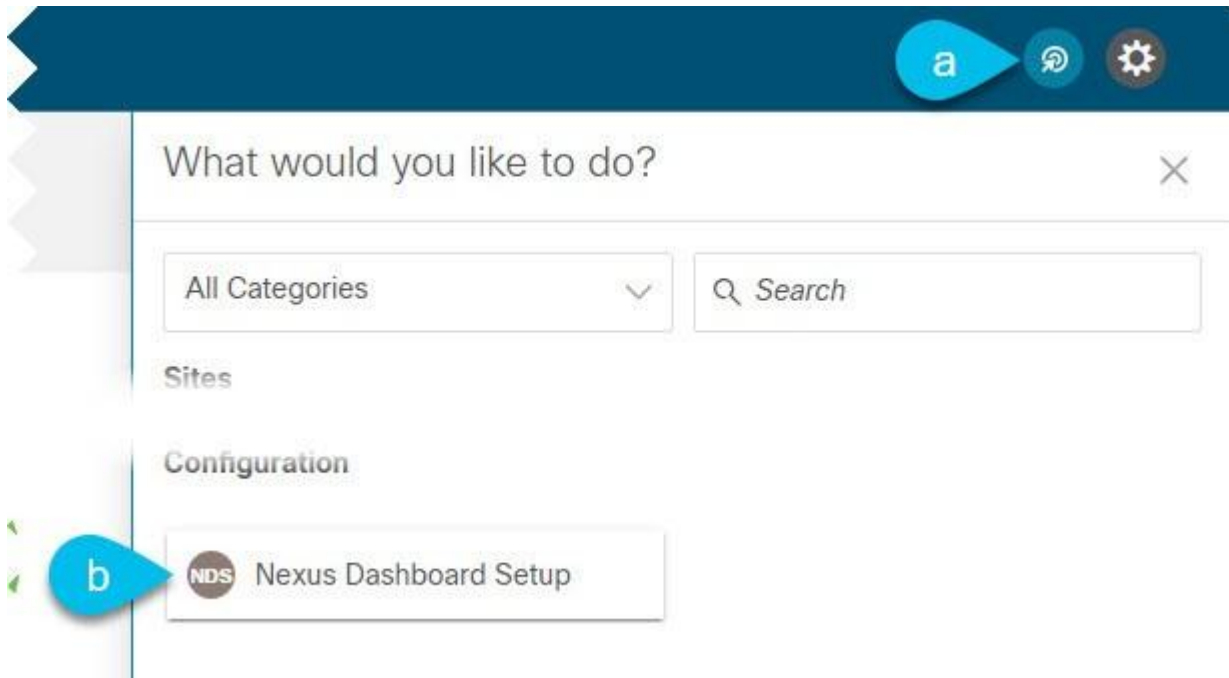 a
What would you like to do?
All Categories
Search
Sites
Configuration
b
NDS Nexus Dashboard Setup